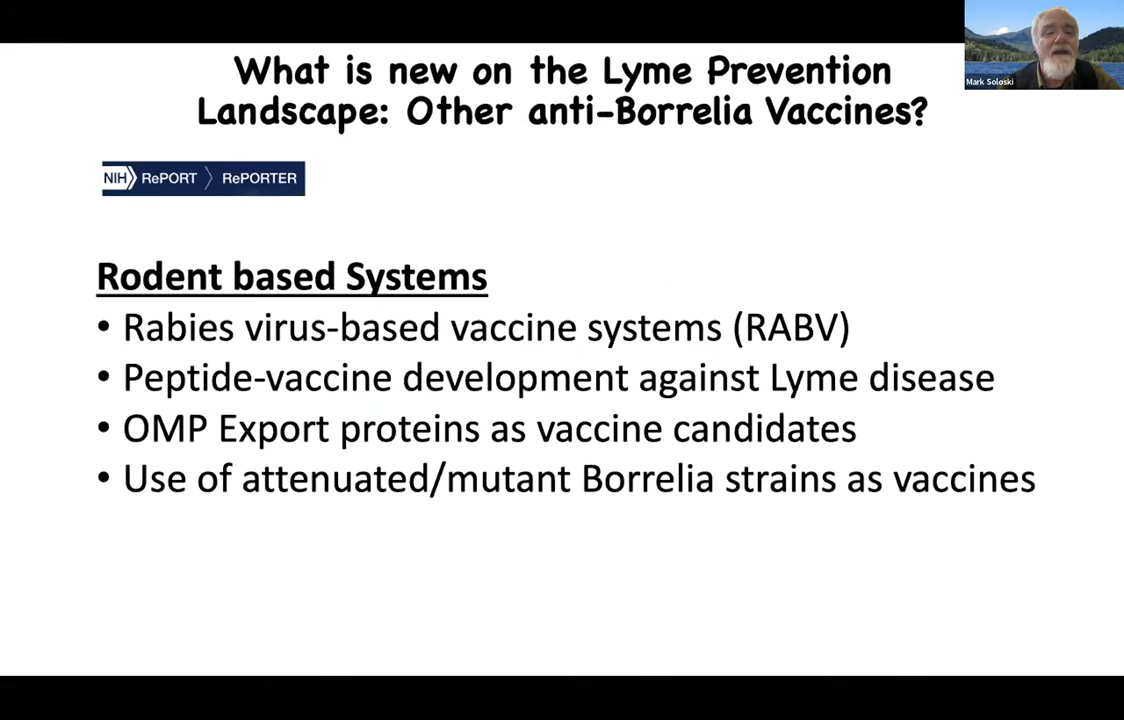 What is new on the Lyme Prevention
Landscape: Other anti-Borrelia Vaccines?
Mark Soloski
NIH RePORT 〉 RePORTER
Rodent based Systems
• Rabies virus-based vaccine systems (RABV)
• Peptide-vaccine development against Lyme disease
• OMP Export proteins as vaccine candidates
• Use of attenuated/mutant Borrelia strains as vaccines